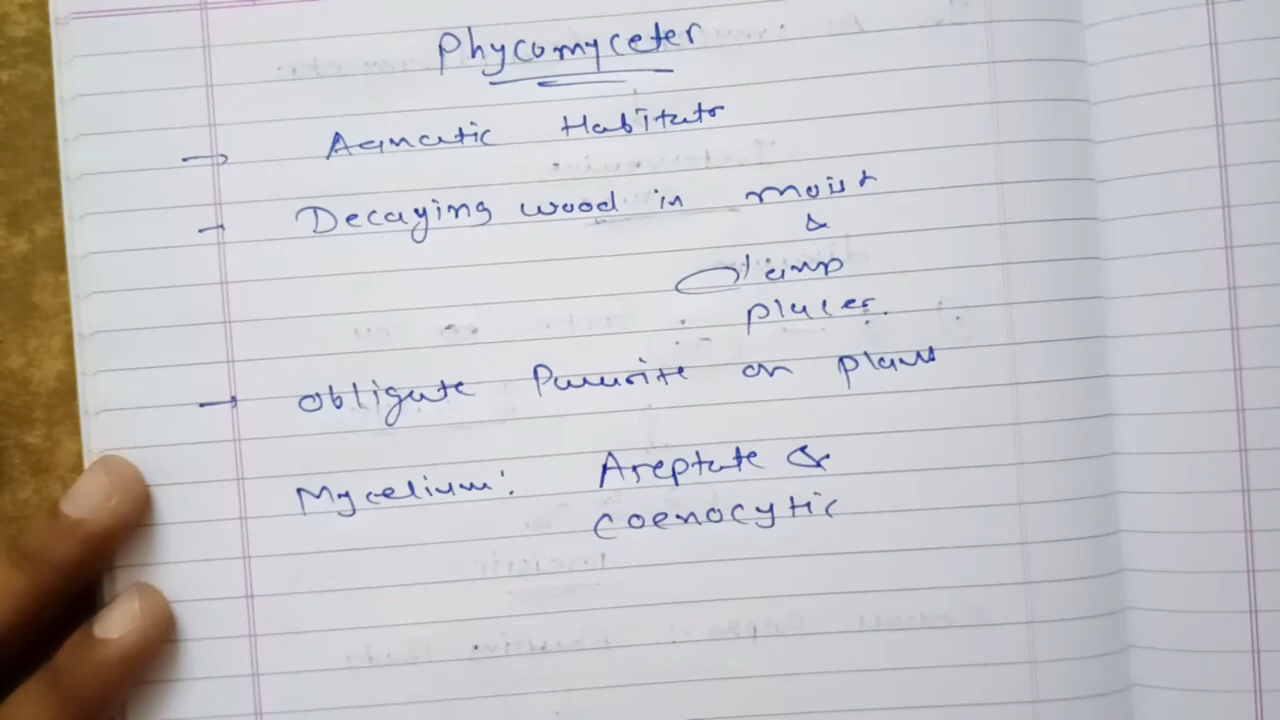 Phycomycetes
→ Aquatic Habitats
→ Decaying wood in moist
&
damp
places.
→ Obligate Parasite on plants
Mycelium: Aseptate &
coenocytic